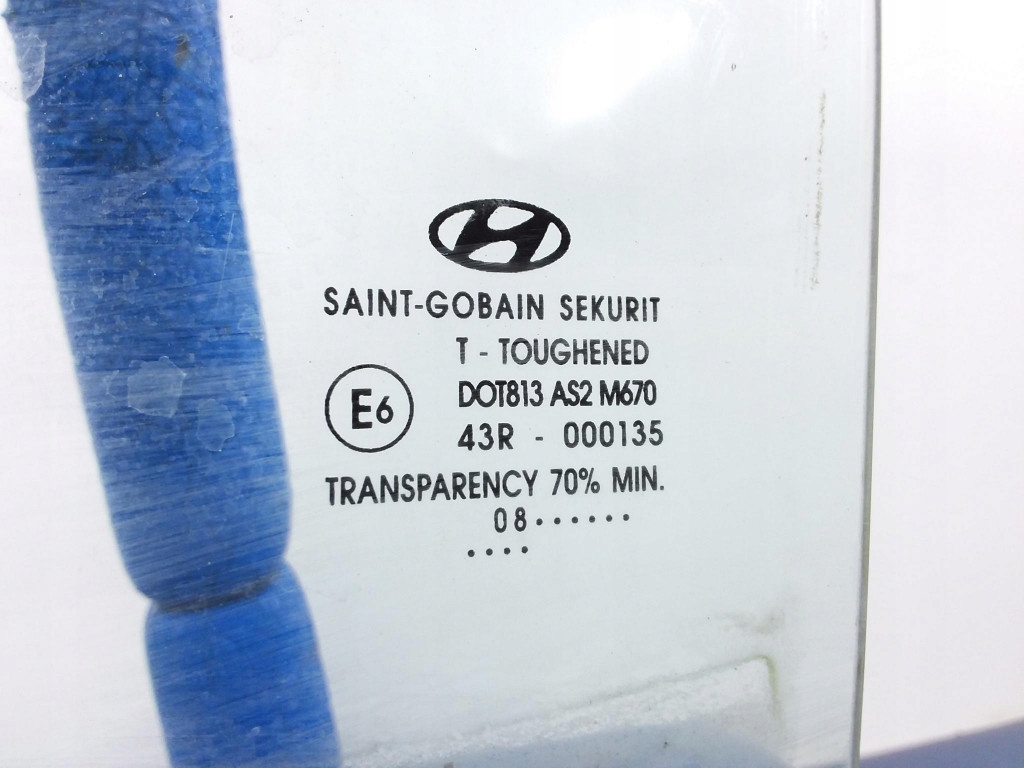 SAINT-GOBAIN SEKURIT
T - TOUGHENED
E6 DOT813 AS2 M670
43R - 000135
TRANSPARENCY 70% MIN.
08······
····